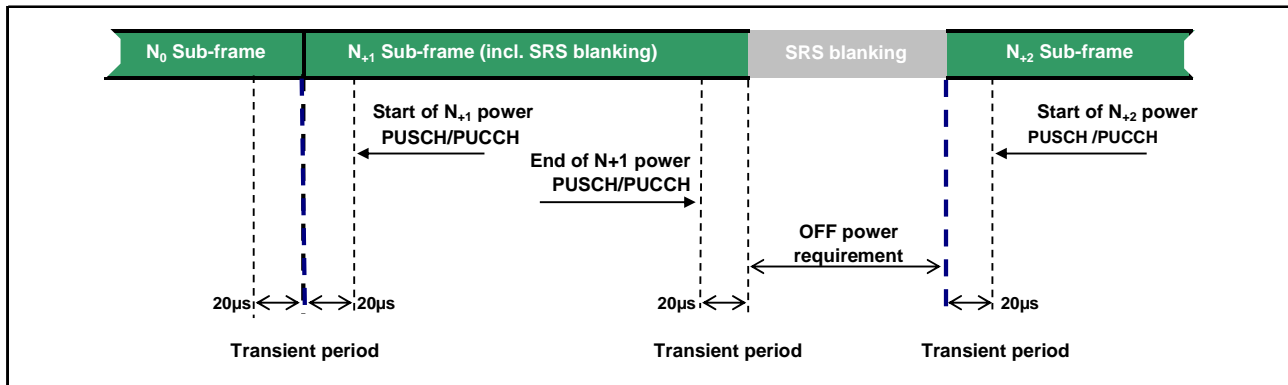 N0 Sub-frame
N+1 Sub-frame (incl. SRS blanking)
SRS blanking
N+2 Sub-frame
Start of N+1 power
PUSCH/PUCCH
Start of N+2 power
PUSCH /PUCCH
End of N+1 power
PUSCH/PUCCH
OFF power
requirement
20µs
20µs
20µs
20µs
Transient period
Transient period
Transient period